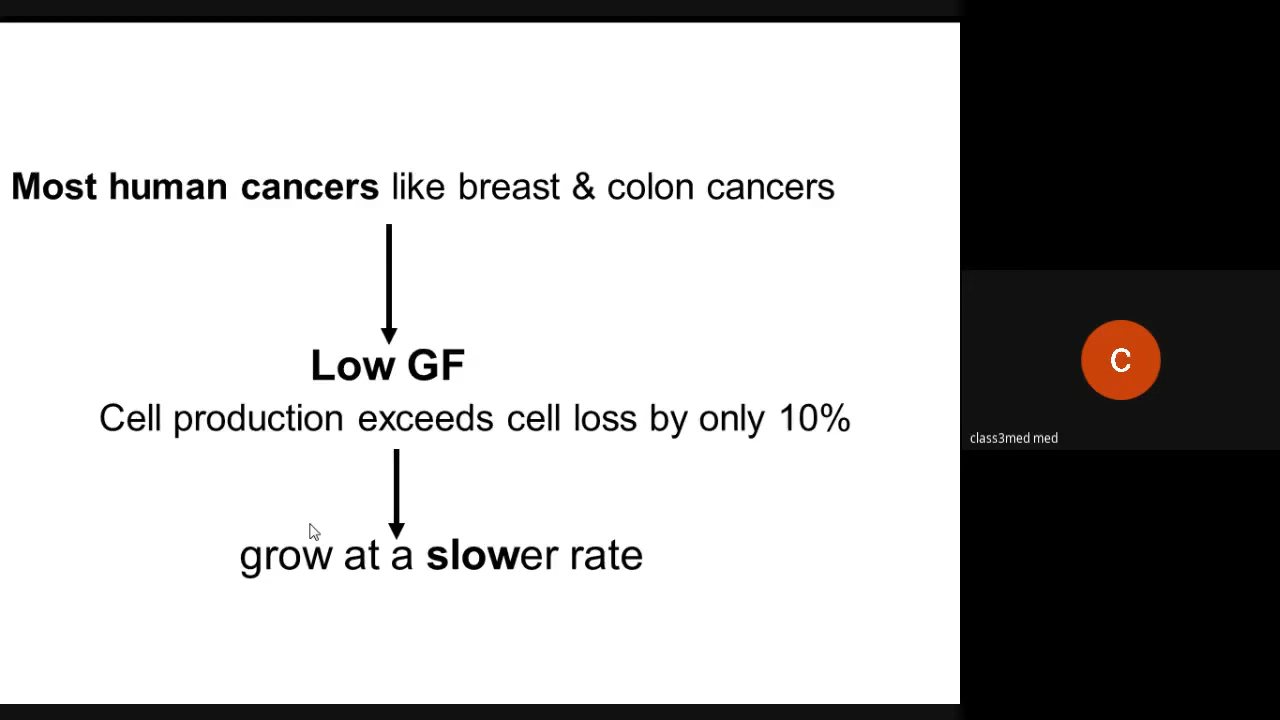 Most human cancers like breast & colon cancers
Low GF
Cell production exceeds cell loss by only 10%
grow at a slower rate
C
class3med med